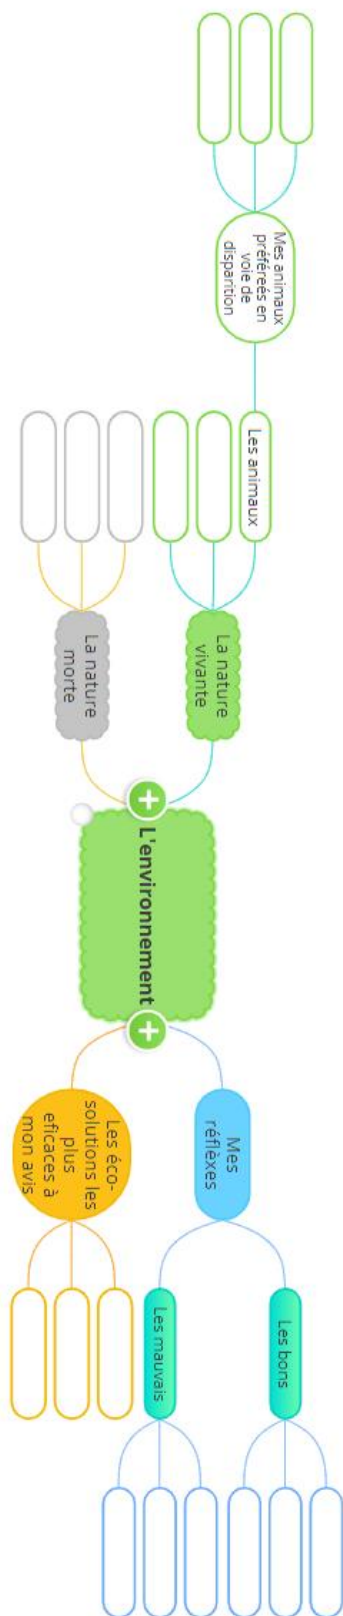 Mes animaux
préfereés en
voie de
disparition
Les animaux
La nature
vivante
La nature
morte
L'environnement
Mes
réflèxes
Les bons
Les mauvais
Les éco-
solutions les
plus
eficaces à
mon avis